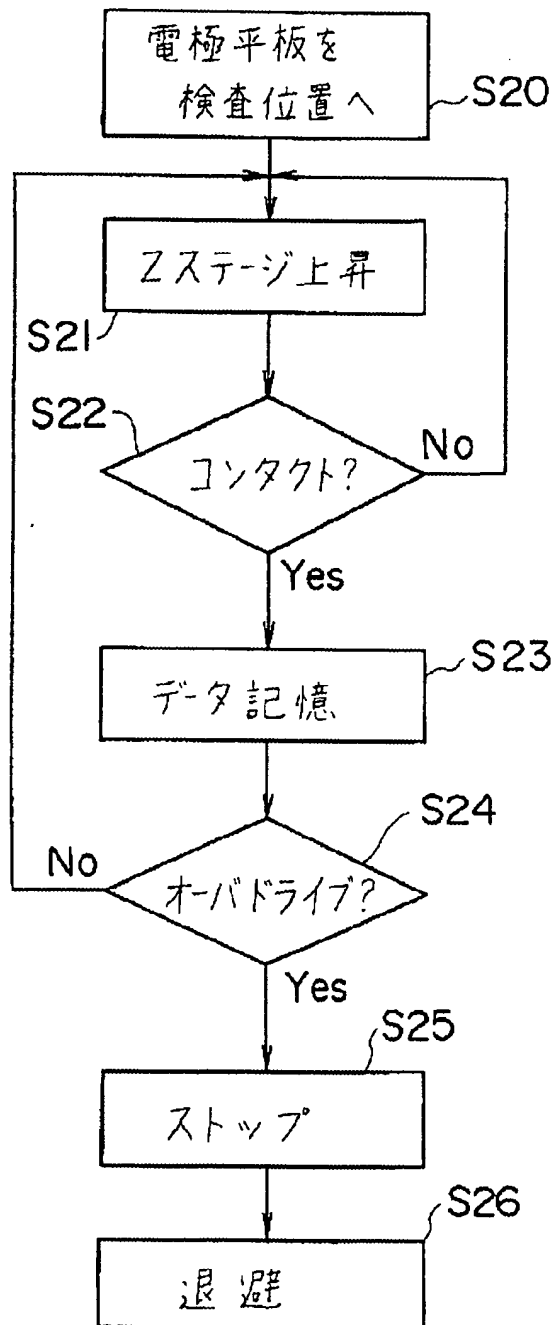 電極平板を
検査位置へ
S20
Zステージ上昇
S21
S22
コンタクト?
No
Yes
S23
データ記憶
S24
No
オーバドライブ?
Yes
S25
ストップ
S26
退避